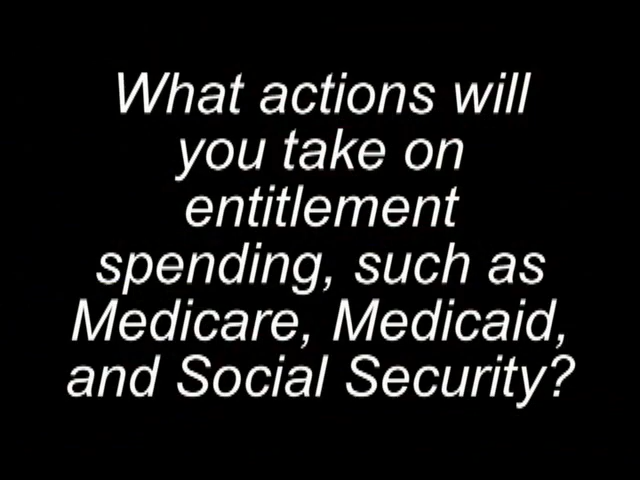 What actions will
you take on
entitlement
spending, such as
Medicare, Medicaid,
and Social Security?